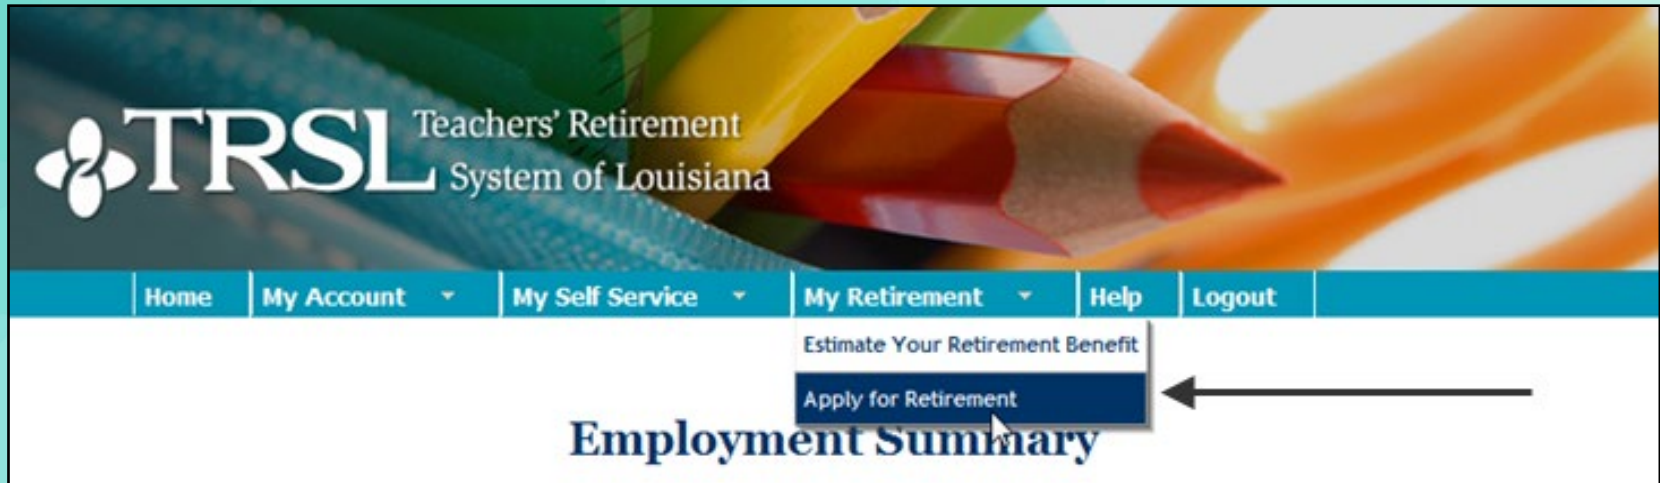 TRSL Teachers' Retirement
System of Louisiana
Home My Account My Self Service My Retirement Help Logout
Estimate Your Retirement Benefit
Apply for Retirement
Employment Summary